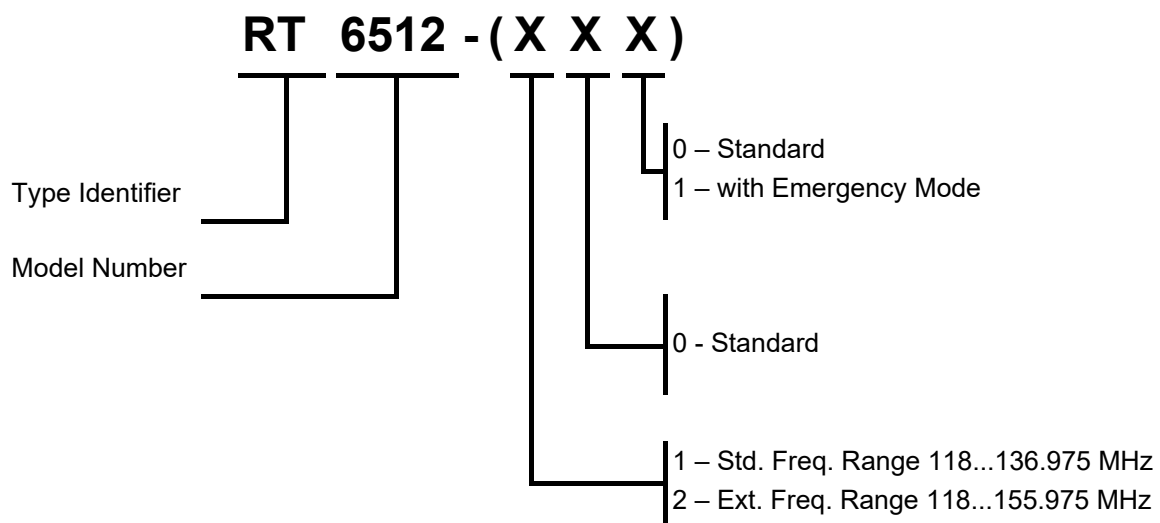 RT 6512 - ( X X X )
0 – Standard
1 – with Emergency Mode
Type Identifier
Model Number
0 - Standard
1 – Std. Freq. Range 118...136.975 MHz
2 – Ext. Freq. Range 118...155.975 MHz